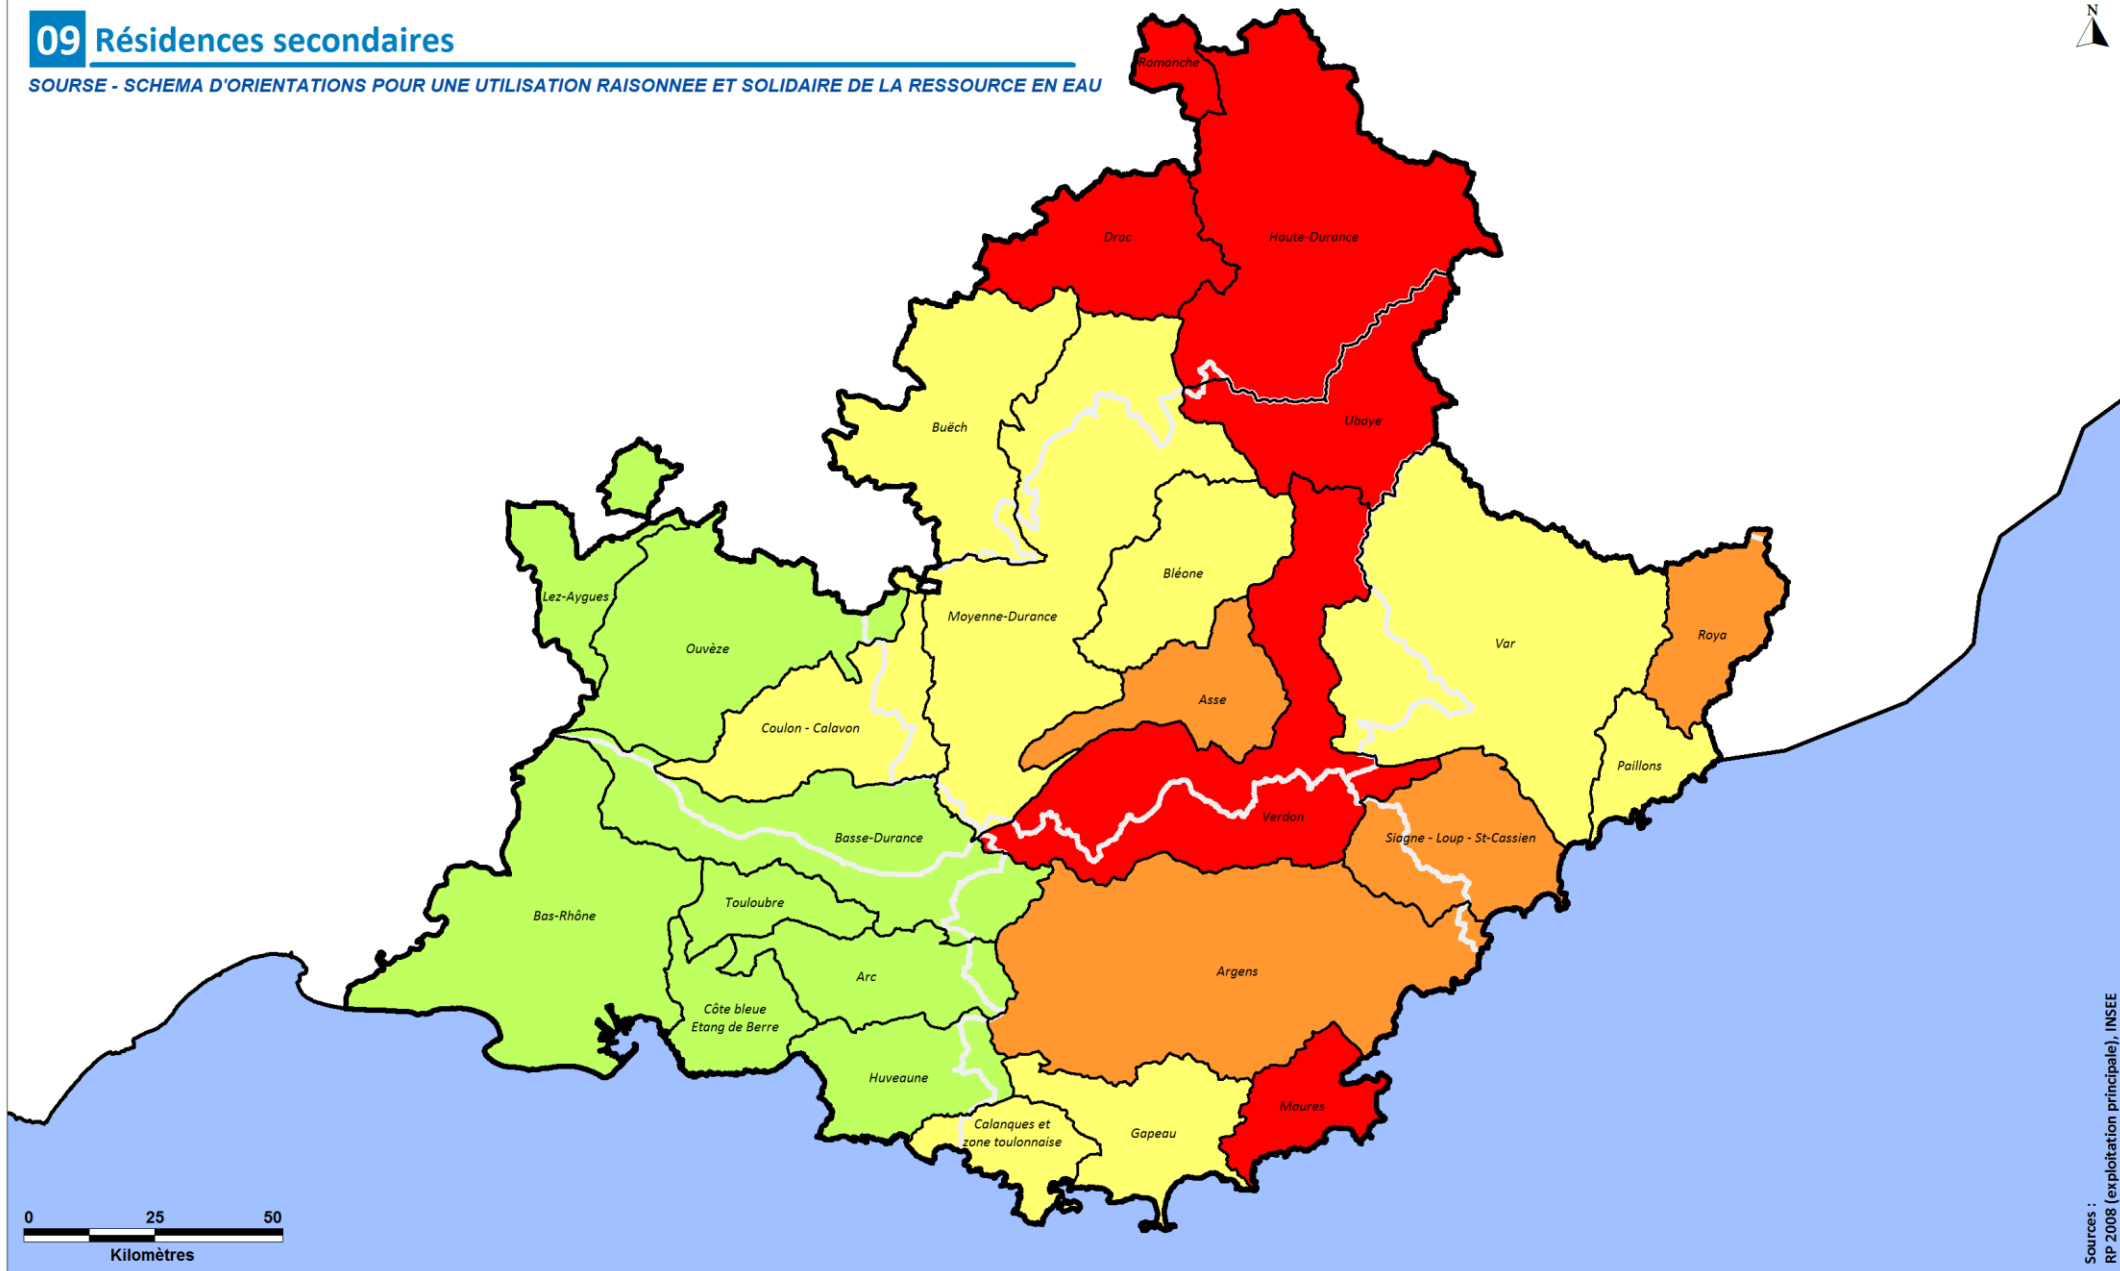 09 Résidences secondaires
SOURSE - SCHEMA D'ORIENTATIONS POUR UNE UTILISATION RAISONNEE ET SOLIDAIRE DE LA RESSOURCE EN EAU
N
Romanche
Drac
Haute-Durance
Ubaye
Buëch
Bléone
Lez-Aygues
Moyenne-Durance
Ouvèze
Var
Roya
Asse
Coulon - Calavon
Paillons
Verdon
Basse-Durance
Siagne - Loup - St-Cassien
Touloubre
Bas-Rhône
Argens
Arc
Côte bleue
Etang de Berre
Huveaune
Maures
Calanques et
zone toulonnaise
Gapeau
0 25 50
Kilomètres
Sources :
RP 2008 (exploitation principale), INSEE